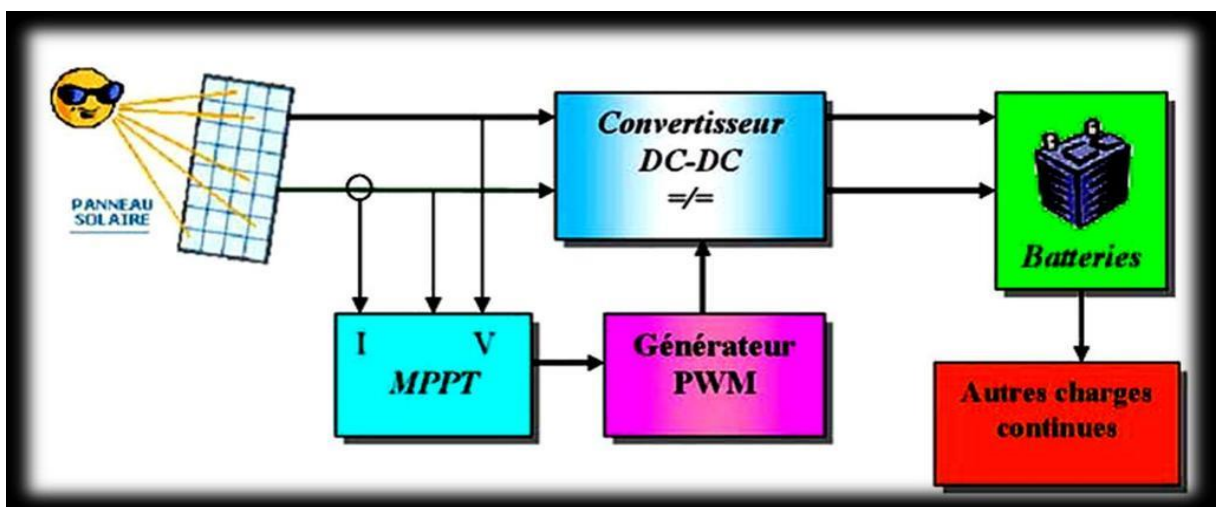 PANNEAU
SOLAIRE
Convertisseur
DC-DC
=/=
Batteries
I V
MPPT
Générateur
PWM
Autres charges
continues